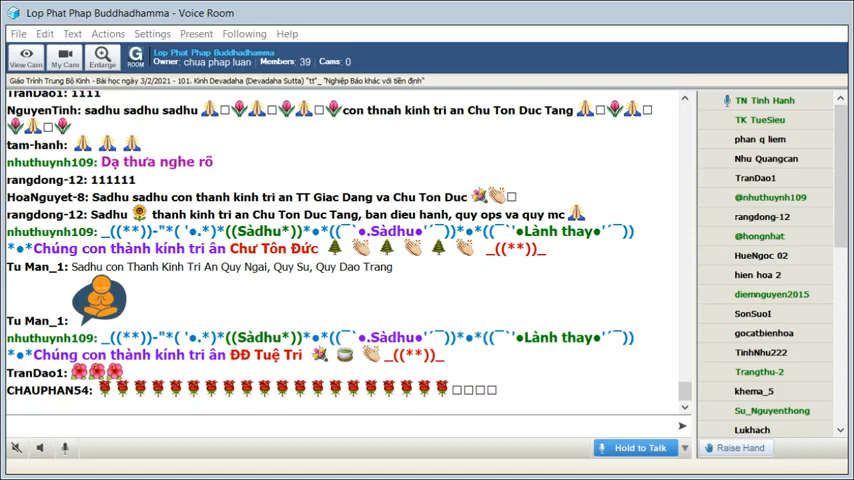 Lop Phat Phap Buddhadhamma - Voice Room
File Edit Text Actions Settings Present Following Help
View Cam My Cam Enlarge G ROOM Lop Phat Phap Buddhadhamma
Owner: chua phap luan Members: 39 Cams: 0
Giáo Trình Trung Bộ Kinh - Bài học ngày 3/2/2021 - 101. Kinh Devadaha (Devadaha Sutta) "tt"_ "Nghiệp Báo khác với tiền định"
TranDao1: 1111
NguyenTinh: sadhu sadhu sadhu 🙏□🌷🙏□🌷🙏□🌷con thnah kinh tri an Chu Ton Duc Tang 🙏□🌷🙏□
🌷🙏□🌷
tam-hanh: 🙏 🙏 🙏
nhuthuynh109: Dạ thưa nghe rõ
rangdong-12: 111111
HoaNguyet-8: Sadhu sadhu con thanh kinh tri an TT Giac Dang va Chu Ton Duc 💐👏□
rangdong-12: Sadhu 🌻 thanh kinh tri an Chu Ton Duc Tang, ban dieu hanh, quy ops va quy mc 🙏
nhuthuynh109: _((**))-"*( '●.*)*((Sàdhu*))*●*((¯`●.Sàdhu●'´¯))*●*((¯`'●Lành thay●'´¯))
*●*Chúng con thành kính tri ân Chư Tôn Đức 🌲 👏 🌲 👏 🌲 👏 _((**))_
Tu Man_1: Sadhu con Thanh Kinh Tri An Quy Ngai, Quy Su, Quy Dao Trang
Tu Man_1:
nhuthuynh109: _((**))-"*( '●.*)*((Sàdhu*))*●*((¯`●.Sàdhu●'´¯))*●*((¯`'●Lành thay●'´¯))
*●*Chúng con thành kính tri ân ĐĐ Tuệ Tri 💐 🍵 👏 _((**))_
TranDao1: 🌺🌺🌺
CHAUPHAN54: 🌹🌹🌹🌹🌹🌹🌹🌹🌹🌹🌹🌹🌹🌹🌹🌹🌹🌹🌹🌹□□□□
Hold to Talk
TN Tinh Hanh
TK TueSieu
phan q liem
Nhu Quangcan
TranDao1
@nhuthuynh109
rangdong-12
@hongnhat
HueNgoc 02
hien hoa 2
diemnguyen2015
SonSuoI
gocatbienhoa
TinhNhu222
Trangthu-2
khema_5
Su_Nguyenthong
Lukhach
Raise Hand